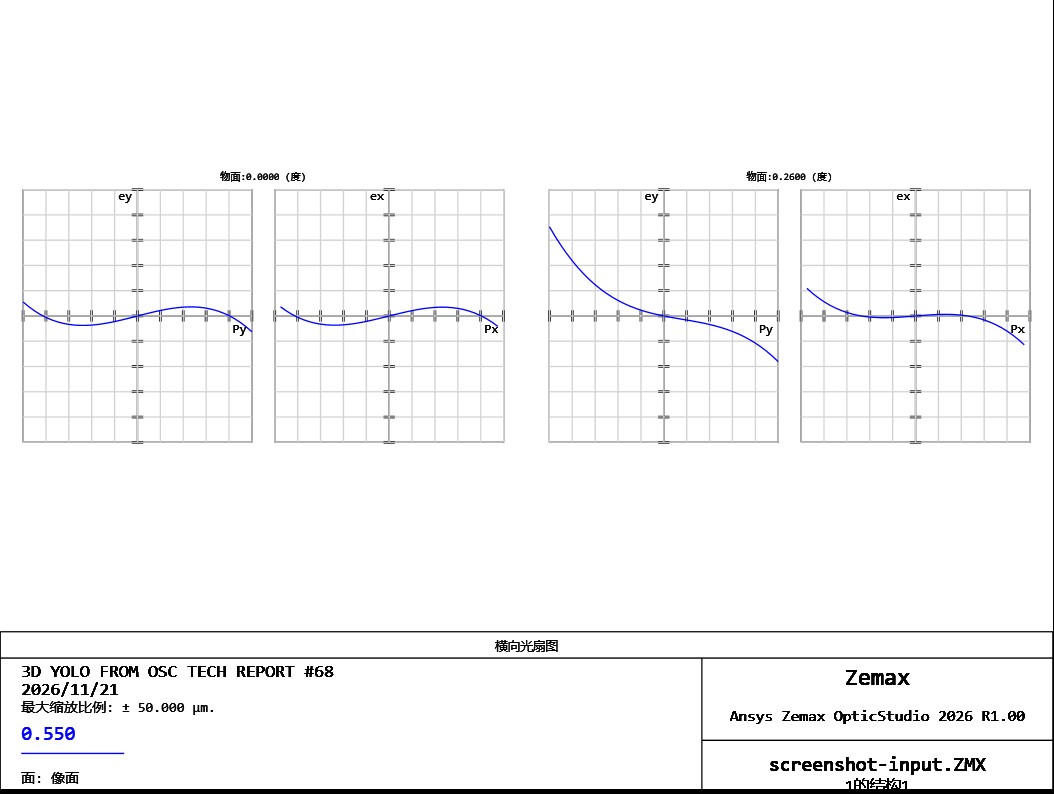 物面:0.0000 (度)
物面:0.2600 (度)
ey
ex
ey
ex
Py
Px
Py
Px
横向光扇图
3D YOLO FROM OSC TECH REPORT #68
2026/11/21
最大缩放比例: ± 50.000 μm.
0.550
面: 像面
Zemax
Ansys Zemax OpticStudio 2026 R1.00
screenshot-input.ZMX
1的结构1